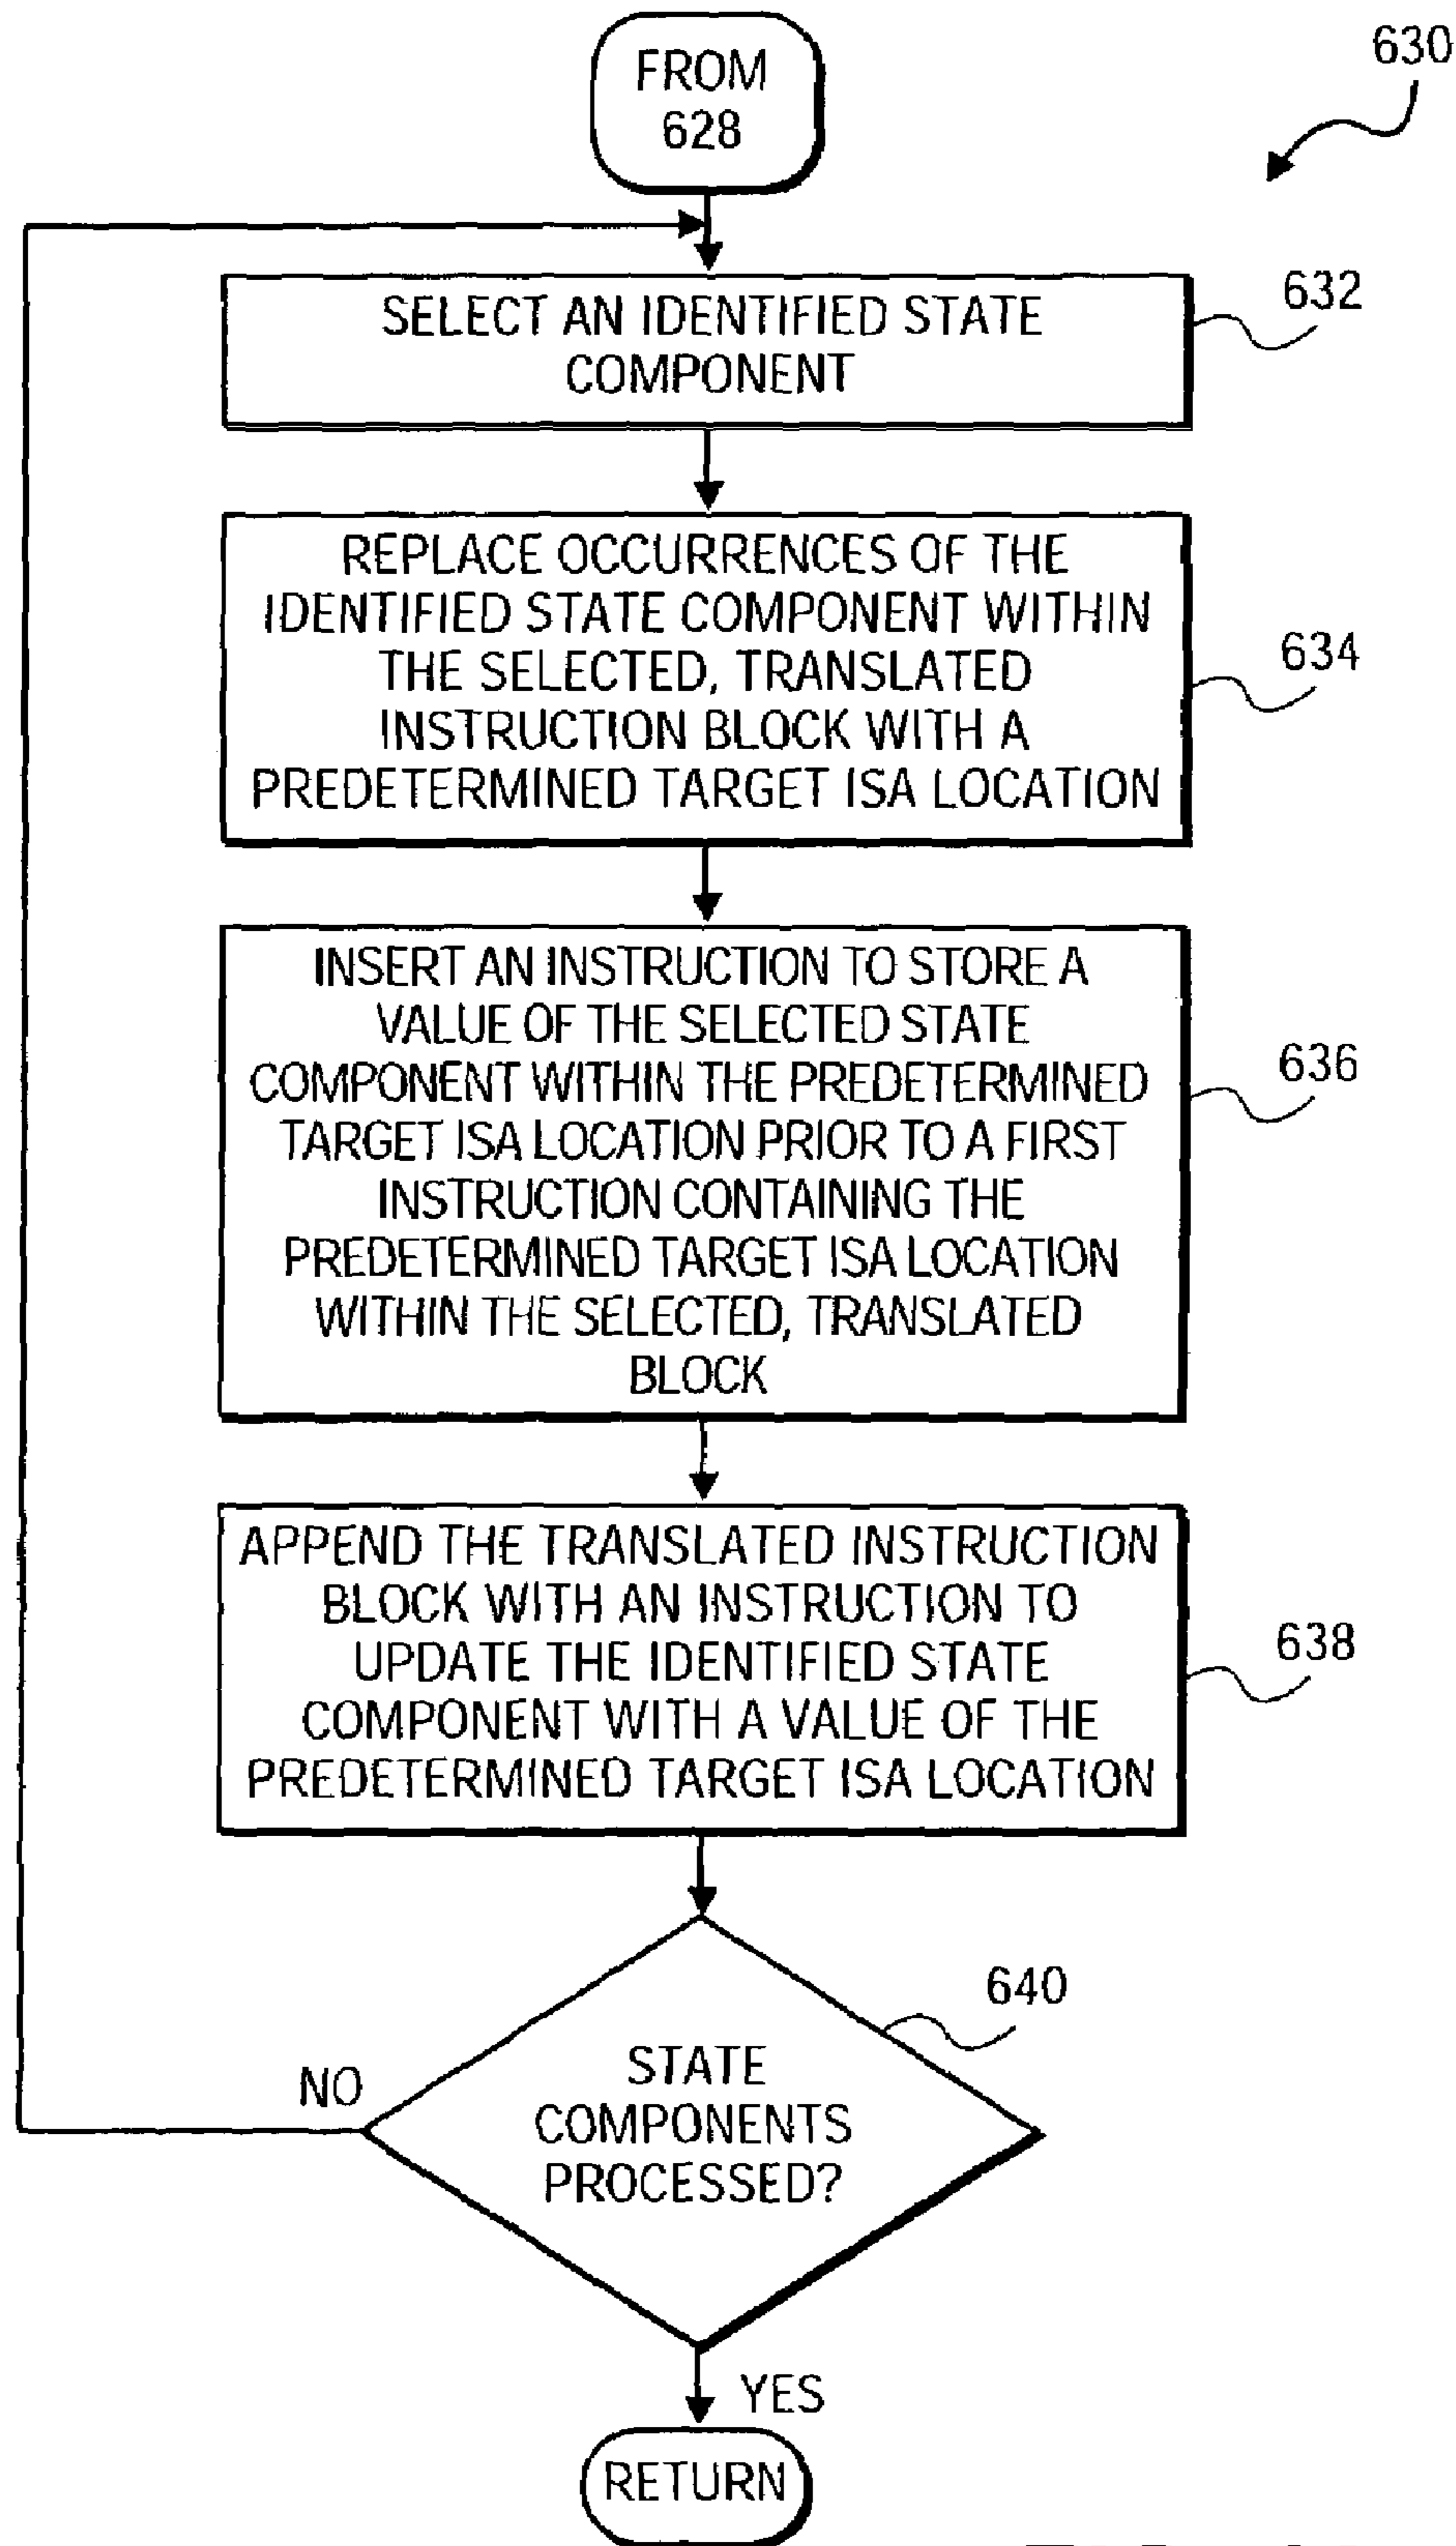 FROM
628
630
SELECT AN IDENTIFIED STATE
COMPONENT
632
REPLACE OCCURRENCES OF THE
IDENTIFIED STATE COMPONENT WITHIN
THE SELECTED, TRANSLATED
INSTRUCTION BLOCK WITH A
PREDETERMINED TARGET ISA LOCATION
634
INSERT AN INSTRUCTION TO STORE A
VALUE OF THE SELECTED STATE
COMPONENT WITHIN THE PREDETERMINED
TARGET ISA LOCATION PRIOR TO A FIRST
INSTRUCTION CONTAINING THE
PREDETERMINED TARGET ISA LOCATION
WITHIN THE SELECTED, TRANSLATED
BLOCK
636
APPEND THE TRANSLATED INSTRUCTION
BLOCK WITH AN INSTRUCTION TO
UPDATE THE IDENTIFIED STATE
COMPONENT WITH A VALUE OF THE
PREDETERMINED TARGET ISA LOCATION
638
640
STATE
COMPONENTS
PROCESSED?
NO
YES
RETURN